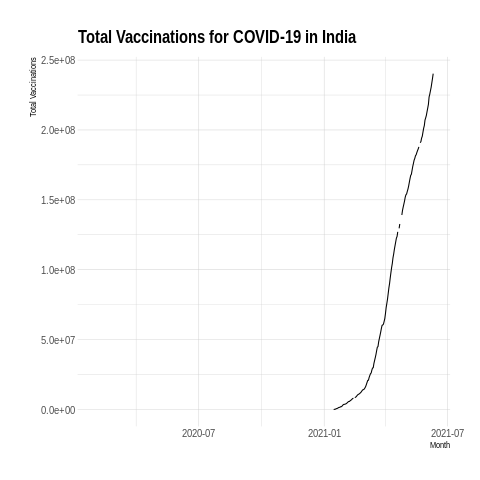 Total Vaccinations for COVID-19 in India
Total Vaccinations
2.5e+08
2.0e+08
1.5e+08
1.0e+08
5.0e+07
0.0e+00
2020-07 2021-01 2021-07
Month